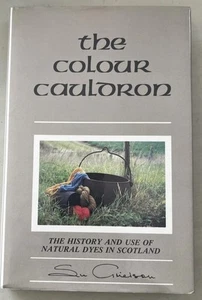 the
colour
cauldron
THE HISTORY AND USE OF
NATURAL DYES IN SCOTLAND
Su Grierson